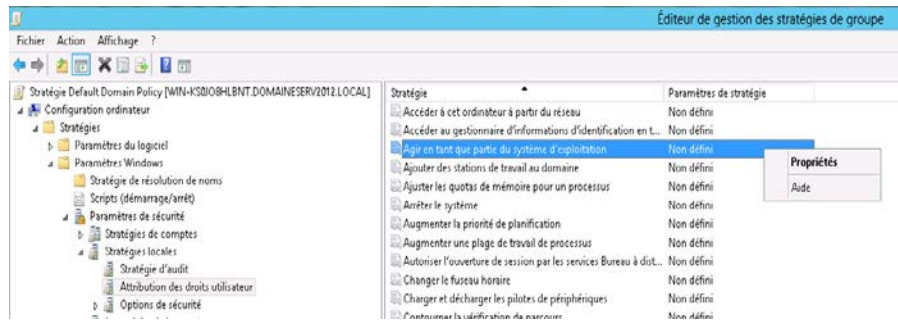 Éditeur de gestion des stratégies de groupe
Fichier Action Affichage ?
Stratégie Default Domain Policy [WIN-KS0JO8HLBNT.DOMAINESERV2012.LOCAL]
Configuration ordinateur
Stratégies
Paramètres du logiciel
Paramètres Windows
Stratégie de résolution de noms
Scripts (démarrage/arrêt)
Paramètres de sécurité
Stratégies de comptes
Stratégies locales
Stratégie d'audit
Attribution des droits utilisateur
Options de sécurité
Stratégie Paramètres de stratégie
Accéder à cet ordinateur à partir du réseau Non défini
Accéder au gestionnaire d'informations d'identification en t... Non défini
Agir en tant que partie du système d'exploitation Non défini
Ajouter des stations de travail au domaine Non défini
Ajuster les quotas de mémoire pour un processus Non défini
Arrêter le système Non défini
Augmenter la priorité de planification Non défini
Augmenter une plage de travail de processus Non défini
Autoriser l'ouverture de session par les services Bureau à dist... Non défini
Changer le fuseau horaire Non défini
Charger et décharger les pilotes de périphériques Non défini
Contourner la vérification de parcours Non défini
Propriétés
Aide